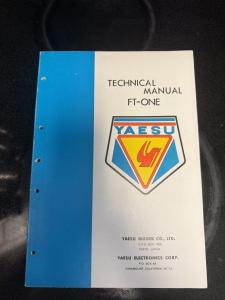 TECHNICAL
MANUAL
FT-ONE
YAESU
YAESU MUSEN CO., LTD.
YAESU ELECTRONICS CORP.